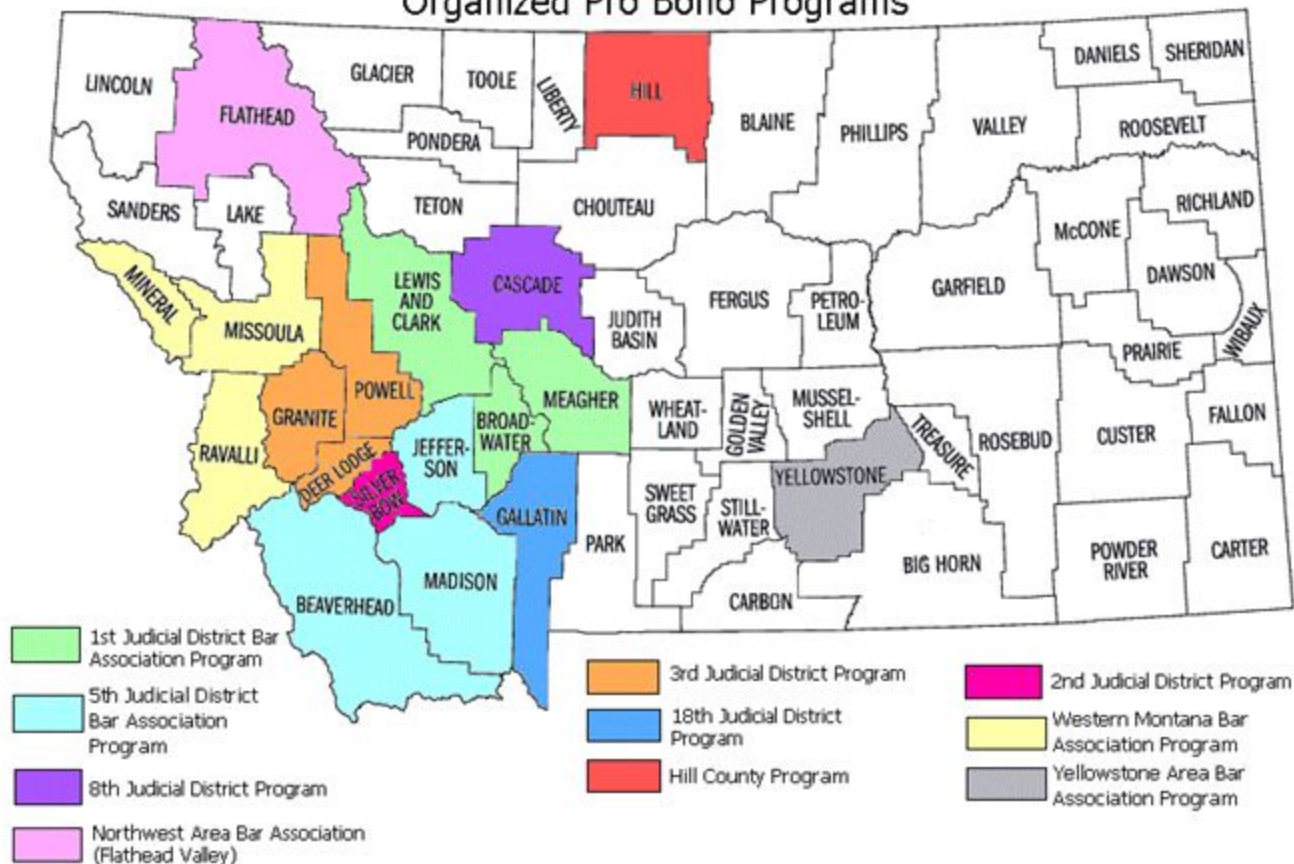 Organized Pro Bono Programs
LINCOLN
FLATHEAD
GLACIER
TOOLE
LIBERTY
HILL
BLAINE
PHILLIPS
VALLEY
DANIELS
SHERIDAN
ROOSEVELT
PONDERA
SANDERS
LAKE
TETON
CHOUTEAU
RICHLAND
McCONE
DAWSON
WIBAUX
MINERAL
MISSOULA
LEWIS
AND
CLARK
CASCADE
JUDITH
BASIN
FERGUS
PETRO-
LEUM
GARFIELD
PRAIRIE
RAVALLI
GRANITE
POWELL
DEER LODGE
SILVER
BOW
JEFFER-
SON
BROAD-
WATER
MEAGHER
WHEAT-
LAND
GOLDEN
VALLEY
MUSSEL-
SHELL
TREASURE
ROSEBUD
CUSTER
FALLON
YELLOWSTONE
GALLATIN
PARK
SWEET
GRASS
STILL-
WATER
BIG HORN
POWDER
RIVER
CARTER
BEAVERHEAD
MADISON
CARBON
1st Judicial District Bar
Association Program
5th Judicial District
Bar Association
Program
8th Judicial District Program
Northwest Area Bar Association
(Flathead Valley)
3rd Judicial District Program
18th Judicial District
Program
Hill County Program
2nd Judicial District Program
Western Montana Bar
Association Program
Yellowstone Area Bar
Association Program